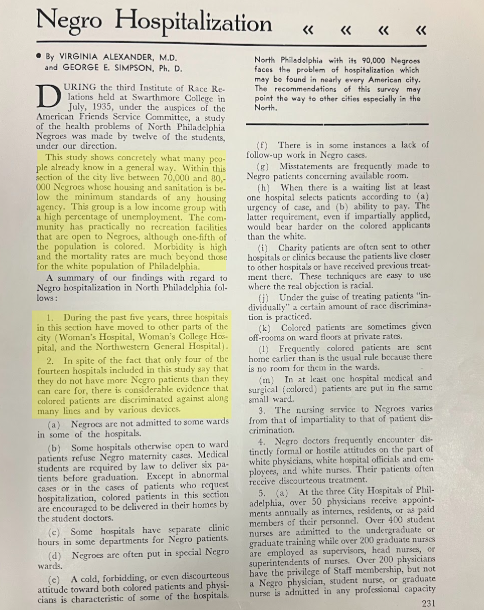 Negro Hospitalization « « « «
• By VIRGINIA ALEXANDER, M.D.
and GEORGE E. SIMPSON, Ph. D.
DURING the third Institute of Race Re-
lations held at Swarthmore College in
July, 1935, under the auspices of the
American Friends Service Committee, a study
of the health problems of North Philadelphia
Negroes was made by twelve of the students,
under our direction.
This study shows concretely what many peo-
ple already know in a general way. Within this
section of the city live between 70,000 and 80,-
000 Negroes whose housing and sanitation is be-
low the minimum standards of any housing
agency. This group is a low income group with
a high percentage of unemployment. The com-
munity has practically no recreation facilities
that are open to Negroes, although one-fifth of
the population is colored. Morbidity is high
and the mortality rates are much beyond those
for the white population of Philadelphia.
A summary of our findings with regard to
Negro hospitalization in North Philadelphia fol-
lows:
1. During the past five years, three hospitals
in this section have moved to other parts of the
city (Woman's Hospital, Woman's College Hos-
pital, and the Northwestern General Hospital).
2. In spite of the fact that only four of the
fourteen hospitals included in this study say that
they do not have more Negro patients than they
can care for, there is considerable evidence that
colored patients are discriminated against along
many lines and by various devices.
(a) Negroes are not admitted to some wards
in some of the hospitals.
(b) Some hospitals otherwise open to ward
patients refuse Negro maternity cases. Medical
students are required by law to deliver six pa-
tients before graduation. Except in abnormal
cases or in the cases of patients who request
hospitalization, colored patients in this section
are encouraged to be delivered in their homes by
the student doctors.
(c) Some hospitals have separate clinic
hours in some departments for Negro patients.
(d) Negroes are often put in special Negro
wards.
(e) A cold, forbidding, or even discourteous
attitude toward both colored patients and physi-
cians is characteristic of some of the hospitals.
North Philadelphia with its 90,000 Negroes
faces the problem of hospitalization which
may be found in nearly every American city.
The recommendations of this survey may
point the way to other cities especially in the
North.
(f) There is in some instances a lack of
follow-up work in Negro cases.
(g) Misstatements are frequently made to
Negro patients concerning available room.
(h) When there is a waiting list at least
one hospital selects patients according to (a)
urgency of case, and (b) ability to pay. The
latter requirement, even if impartially applied,
would bear harder on the colored applicants
than the white.
(i) Charity patients are often sent to other
hospitals or clinics because the patients live closer
to other hospitals or have received previous treat-
ment there. These techniques are easy to use
where the real objection is racial.
(j) Under the guise of treating patients "in-
dividually" a certain amount of race discrimina-
tion is practiced.
(k) Colored patients are sometimes given
off-rooms on ward floors at private rates.
(l) Frequently colored patients are sent
home earlier than is the usual rule because there
is no room for them in the wards.
(m) In at least one hospital medical and
surgical (colored) patients are put in the same
small ward.
3. The nursing service to Negroes varies
from that of impartiality to that of patient dis-
crimination.
4. Negro doctors frequently encounter dis-
tinctly formal or hostile attitudes on the part of
white physicians, white hospital officials and em-
ployees, and white nurses. Their patients often
receive discourteous treatment.
5. (a) At the three City Hospitals of Phil-
adelphia, over 50 physicians receive appoint-
ments annually as internes, residents, or as paid
members of their personnel. Over 400 student
nurses are admitted to the undergraduate or
graduate training while over 200 graduate nurses
are employed as supervisors, head nurses, or
superintendents of nurses. Over 200 physicians
have the privilege of Staff membership, but not
a Negro physician, student nurse, or graduate
nurse is admitted in any professional capacity
231